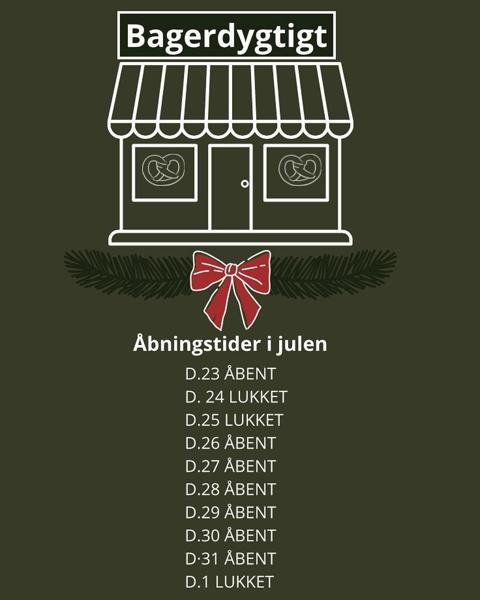 Bagerdygtigt
Åbningstider i julen
D.23 ÅBENT
D. 24 LUKKET
D.25 LUKKET
D.26 ÅBENT
D.27 ÅBENT
D.28 ÅBENT
D.29 ÅBENT
D.30 ÅBENT
D·31 ÅBENT
D.1 LUKKET